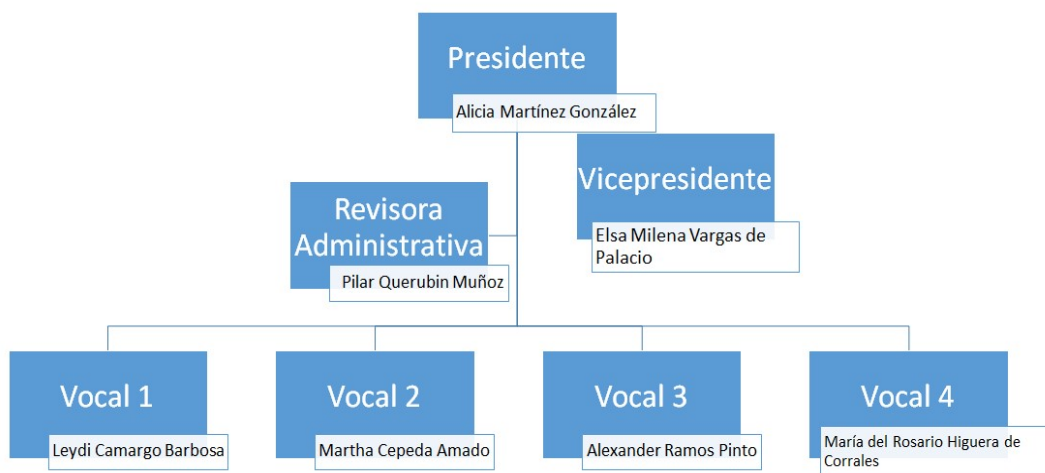 Presidente
Alicia Martínez González
Vicepresidente
Elsa Milena Vargas de
Palacio
Revisora
Administrativa
Pilar Querubin Muñoz
Vocal 1
Leydi Camargo Barbosa
Vocal 2
Martha Cepeda Amado
Vocal 3
Alexander Ramos Pinto
Vocal 4
María del Rosario Higuera de
Corrales